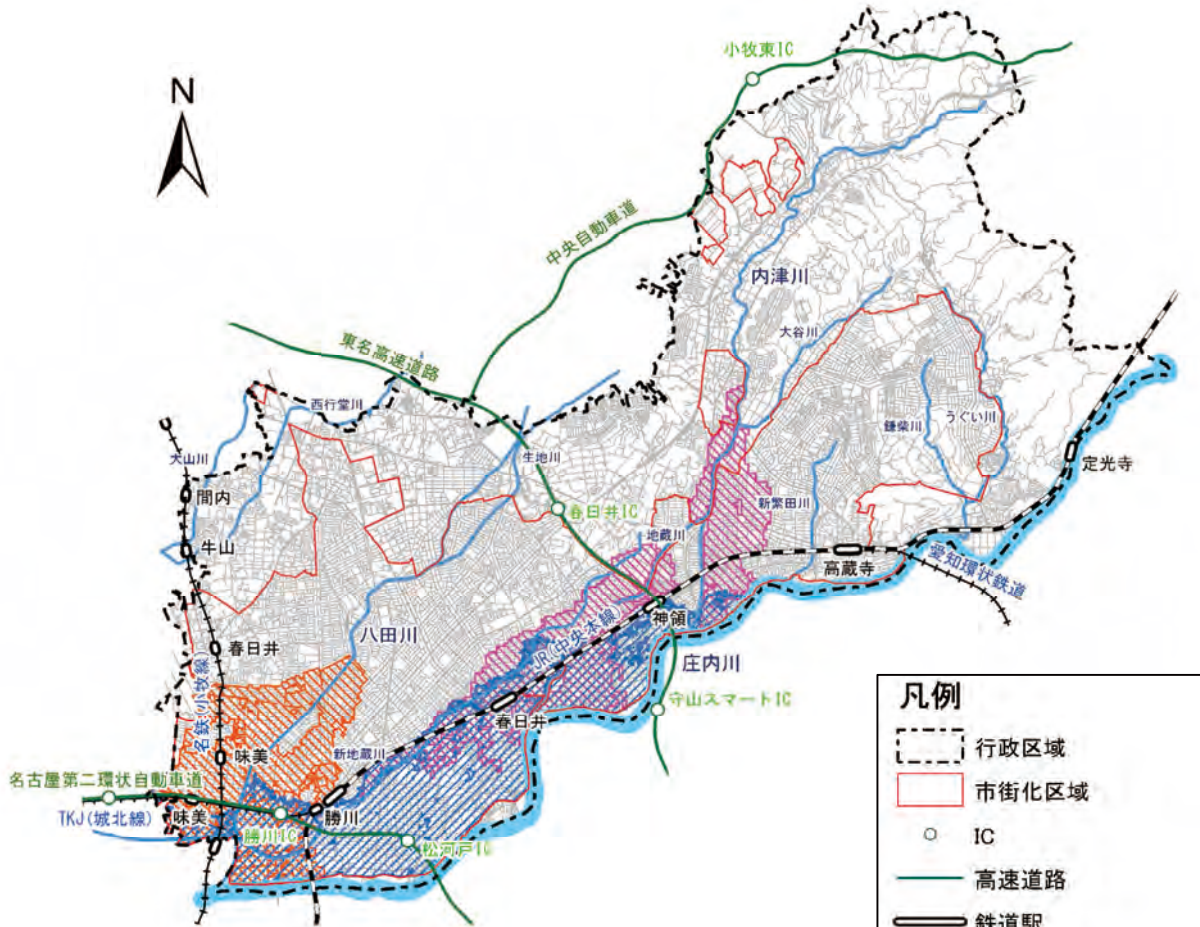 小牧東IC
N
中央自動車道
内津川
大谷川
東名高速道路
西行堂川
鎌柴川
うぐい川
生地川
大山川
定光寺
間内
新繁田川
春日井IC
地蔵川
牛山
高蔵寺
愛知環状鉄道
神領
八田川
JR(中央本線)
春日井
庄内川
名鉄(小牧線)
守山スマートIC
春日井
味美
新地蔵川
名古屋第二環状自動車道
味美
勝川
TKJ(城北線)
勝川IC
松河戸IC
凡例
行政区域
市街化区域
IC
高速道路
鉄道駅